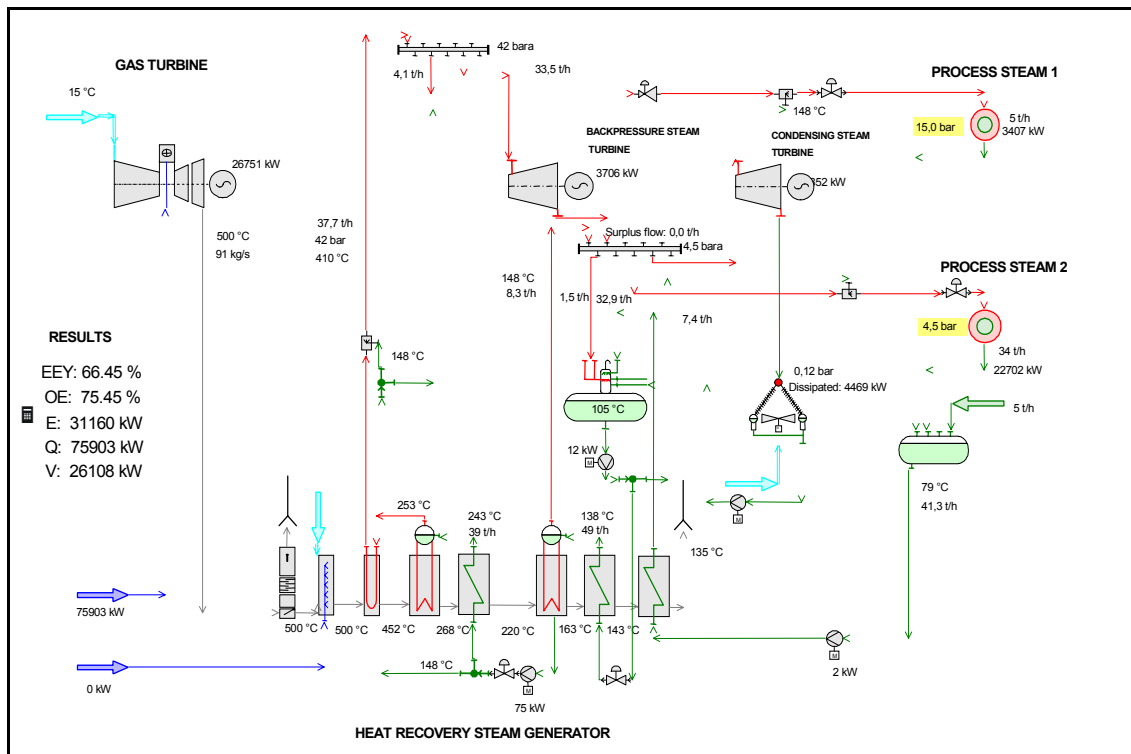 42 bara
GAS TURBINE
4,1 t/h
33,5 t/h
PROCESS STEAM 1
15 °C
148 °C
15,0 bar
5 t/h
3407 kW
BACKPRESSURE STEAM
TURBINE
3706 kW
CONDENSING STEAM
TURBINE
352 kW
26751 kW
37,7 t/h
42 bar
410 °C
500 °C
91 kg/s
Surplus flow: 0,0 t/h
4,5 bara
148 °C
8,3 t/h
1,5 t/h
32,9 t/h
7,4 t/h
PROCESS STEAM 2
4,5 bar
34 t/h
22702 kW
RESULTS
EEY: 66.45 %
OE: 75.45 %
E: 31160 kW
Q: 75903 kW
V: 26108 kW
148 °C
0,12 bar
Dissipated: 4469 kW
105 °C
5 t/h
12 kW
M
79 °C
41,3 t/h
253 °C
243 °C
39 t/h
138 °C
49 t/h
M
135 °C
75903 kW
500 °C
500 °C
452 °C
268 °C
220 °C
163 °C
143 °C
M
2 kW
148 °C
M
75 kW
0 kW
HEAT RECOVERY STEAM GENERATOR